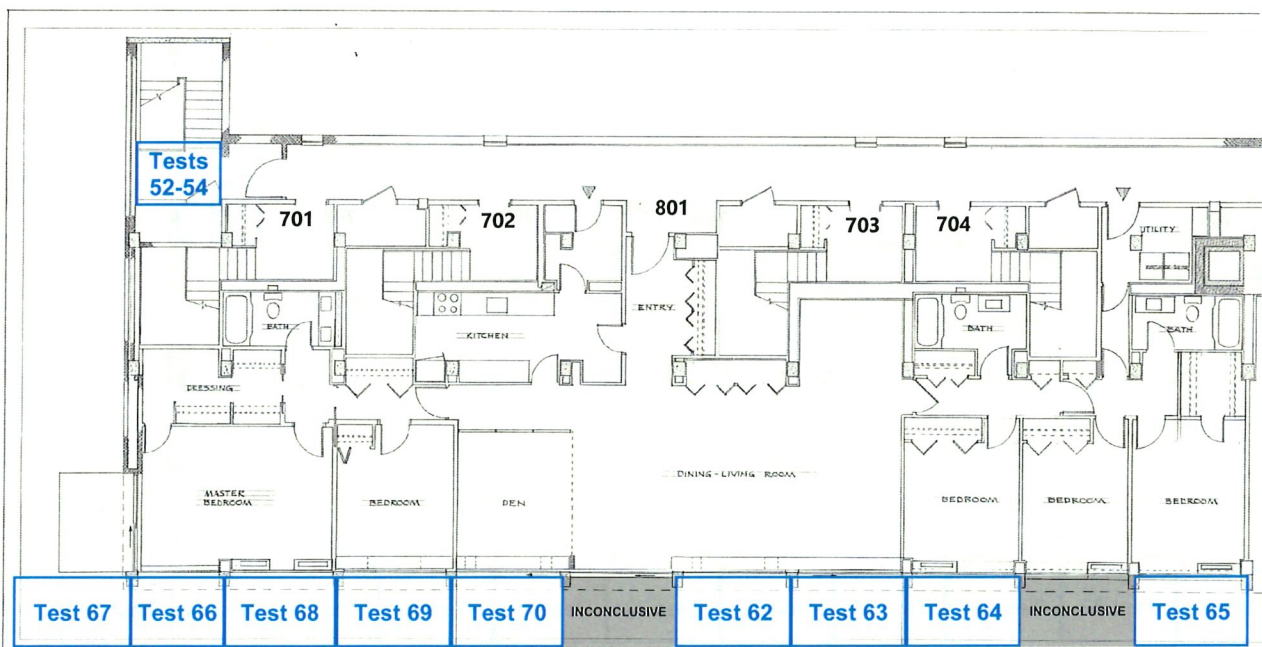 Tests
52-54
701
702
801
703
704
UTILITY
BATH
KITCHEN
ENTRY
BATH
BATH
DRESSING
MASTER
BEDROOM
BEDROOM
DEN
DINING-LIVING ROOM
BEDROOM
BEDROOM
BEDROOM
Test 67
Test 66
Test 68
Test 69
Test 70
INCONCLUSIVE
Test 62
Test 63
Test 64
INCONCLUSIVE
Test 65